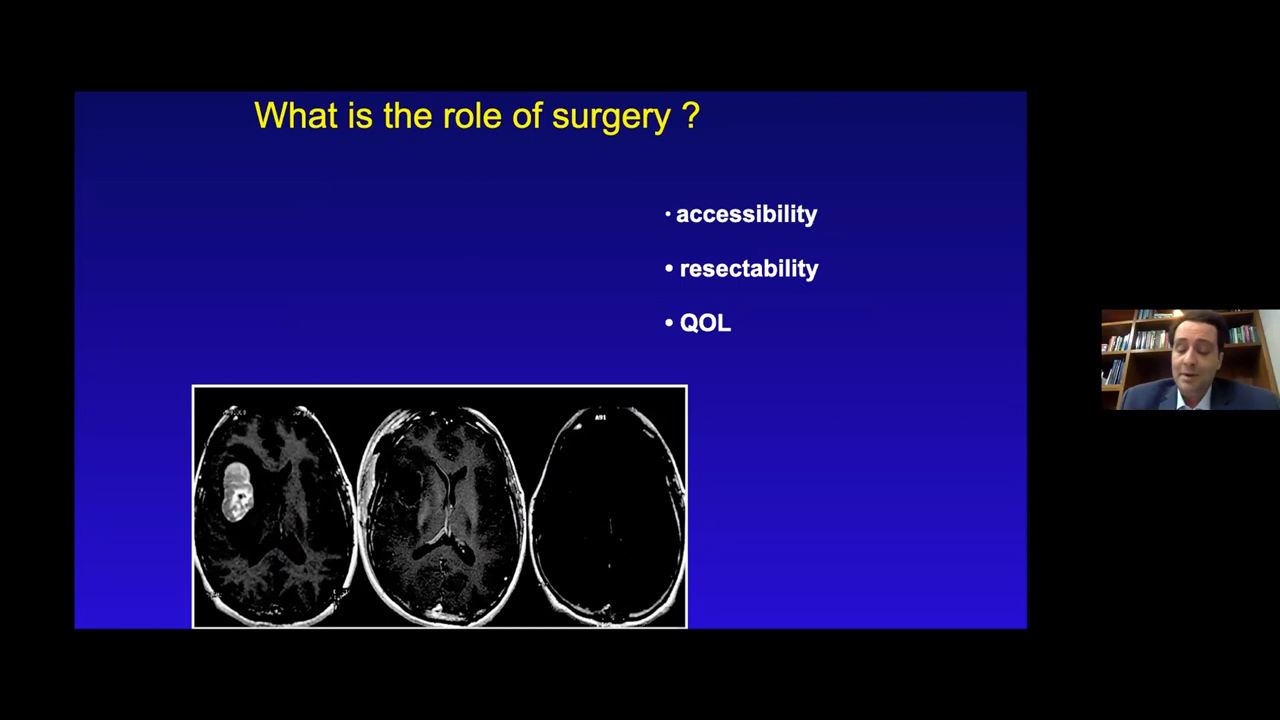 What is the role of surgery ?
• accessibility
• resectability
• QOL